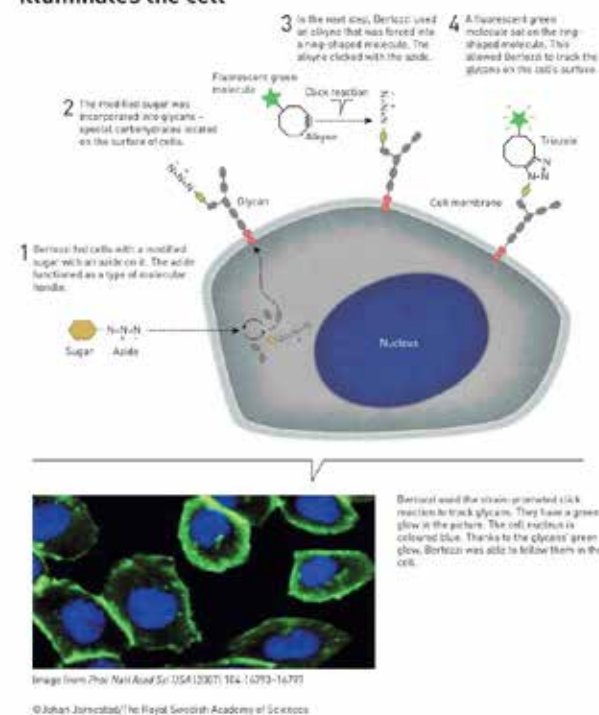 illuminates the cell
3 In the next step, Bertozzi used
an alkyne that was forced into
a ring-shaped molecule. The
alkyne clicked with the azide.
4 A fluorescent green
molecule sat on the ring-
shaped molecule. This
allowed Bertozzi to track the
glycans on the cell's surface.
Fluorescent green
molecule
Click reaction
Alkyne
2 The modified sugar was
incorporated into glycans –
special carbohydrates located
on the surface of cells.
N=N=N
Triazole
Glycan
Cell membrane
1 Bertozzi fed cells with a modified
sugar with an azide on it. The azide
functioned as a type of molecular
handle.
N=N=N
Sugar
Azide
Nucleus
Bertozzi used the strain-promoted click
reaction to track glycans. They have a green
glow in the picture. The cell nucleus is
coloured blue. Thanks to the glycans' green
glow, Bertozzi was able to follow them in the
cell.
Image from Proc Natl Acad Sci USA (2007) 104:16793-16797
©Johan Jarnestad/The Royal Swedish Academy of Sciences